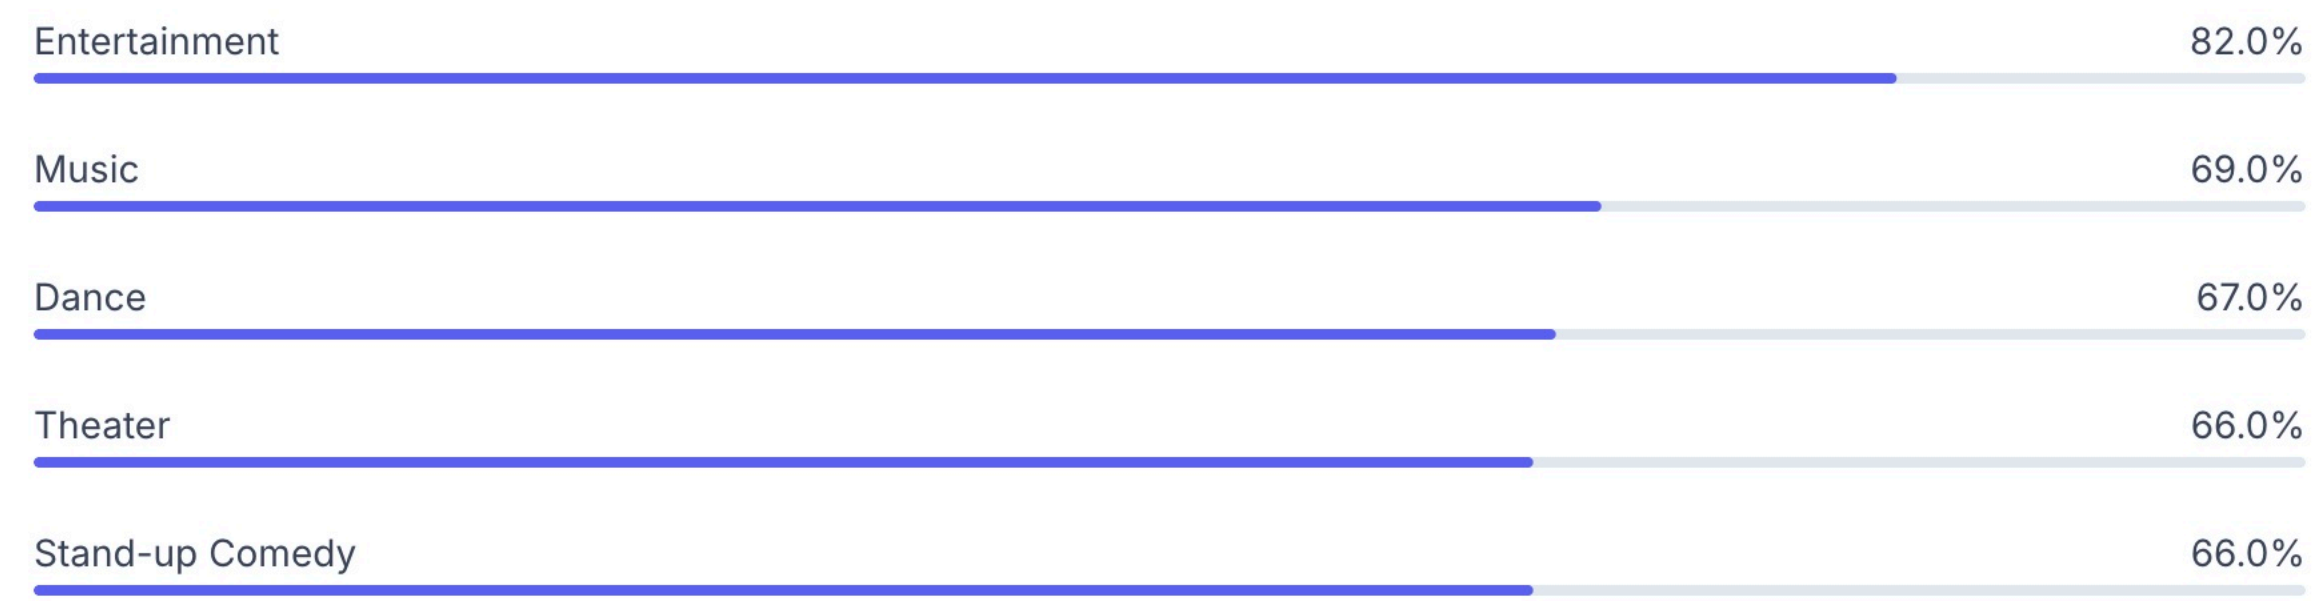 Entertainment 82.0%
Music 69.0%
Dance 67.0%
Theater 66.0%
Stand-up Comedy 66.0%